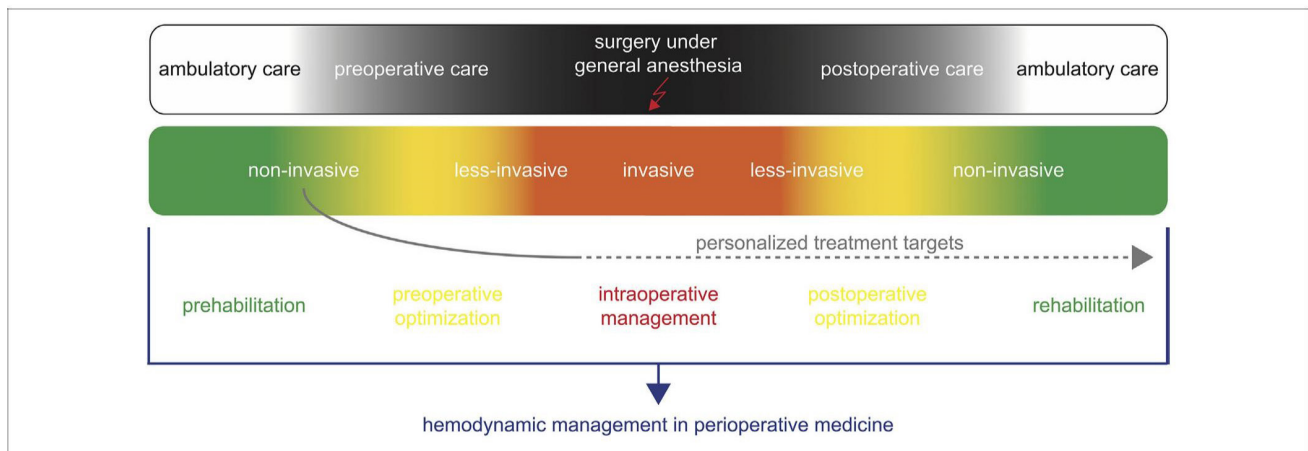 ambulatory care
preoperative care
surgery under
general anesthesia
postoperative care
ambulatory care
non-invasive
less-invasive
invasive
less-invasive
non-invasive
personalized treatment targets
prehabilitation
preoperative
optimization
intraoperative
management
postoperative
optimization
rehabilitation
hemodynamic management in perioperative medicine